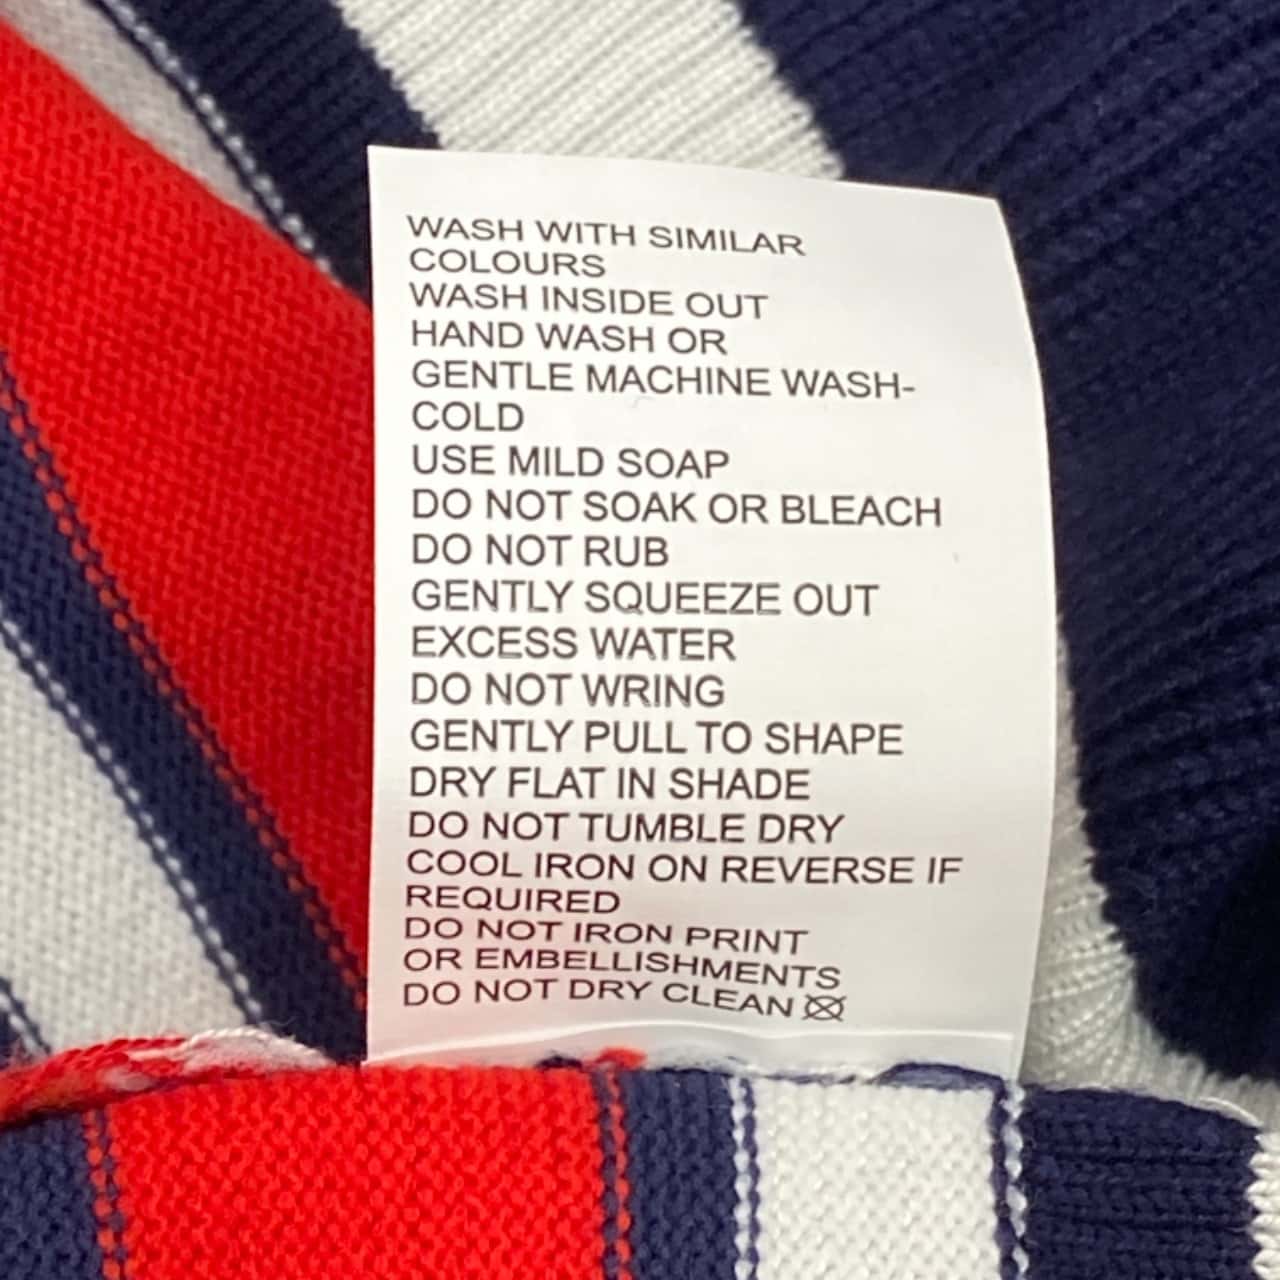 WASH WITH SIMILAR
COLOURS
WASH INSIDE OUT
HAND WASH OR
GENTLE MACHINE WASH-
COLD
USE MILD SOAP
DO NOT SOAK OR BLEACH
DO NOT RUB
GENTLY SQUEEZE OUT
EXCESS WATER
DO NOT WRING
GENTLY PULL TO SHAPE
DRY FLAT IN SHADE
DO NOT TUMBLE DRY
COOL IRON ON REVERSE IF
REQUIRED
DO NOT IRON PRINT
OR EMBELLISHMENTS
DO NOT DRY CLEAN